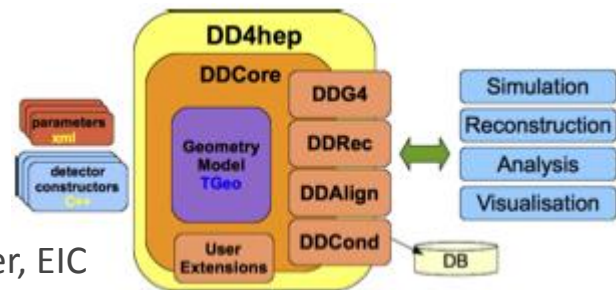 DD4hep
DDCore
parameters
xml
detector
constructors
C++
Geometry
Model
TGeo
User
Extensions
DDG4
DDRec
DDAlign
DDCond
Simulation
Reconstruction
Analysis
Visualisation
DB
er, EIC